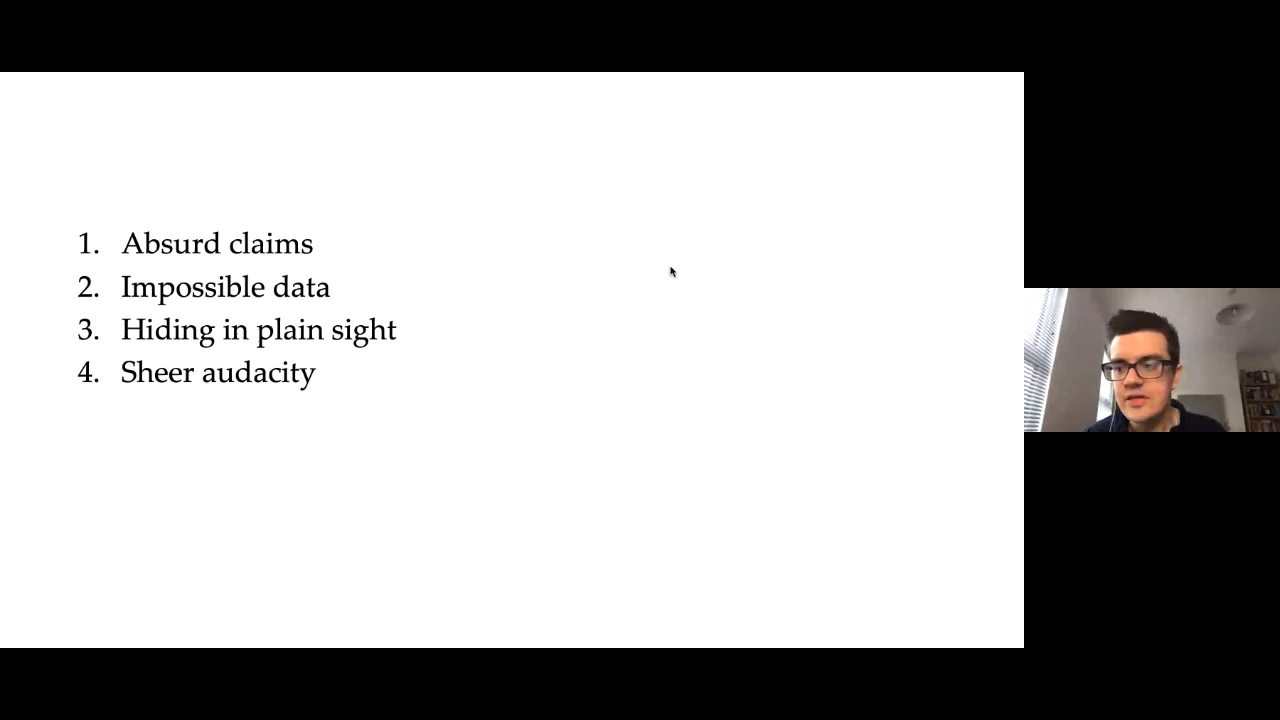 1. Absurd claims
2. Impossible data
3. Hiding in plain sight
4. Sheer audacity